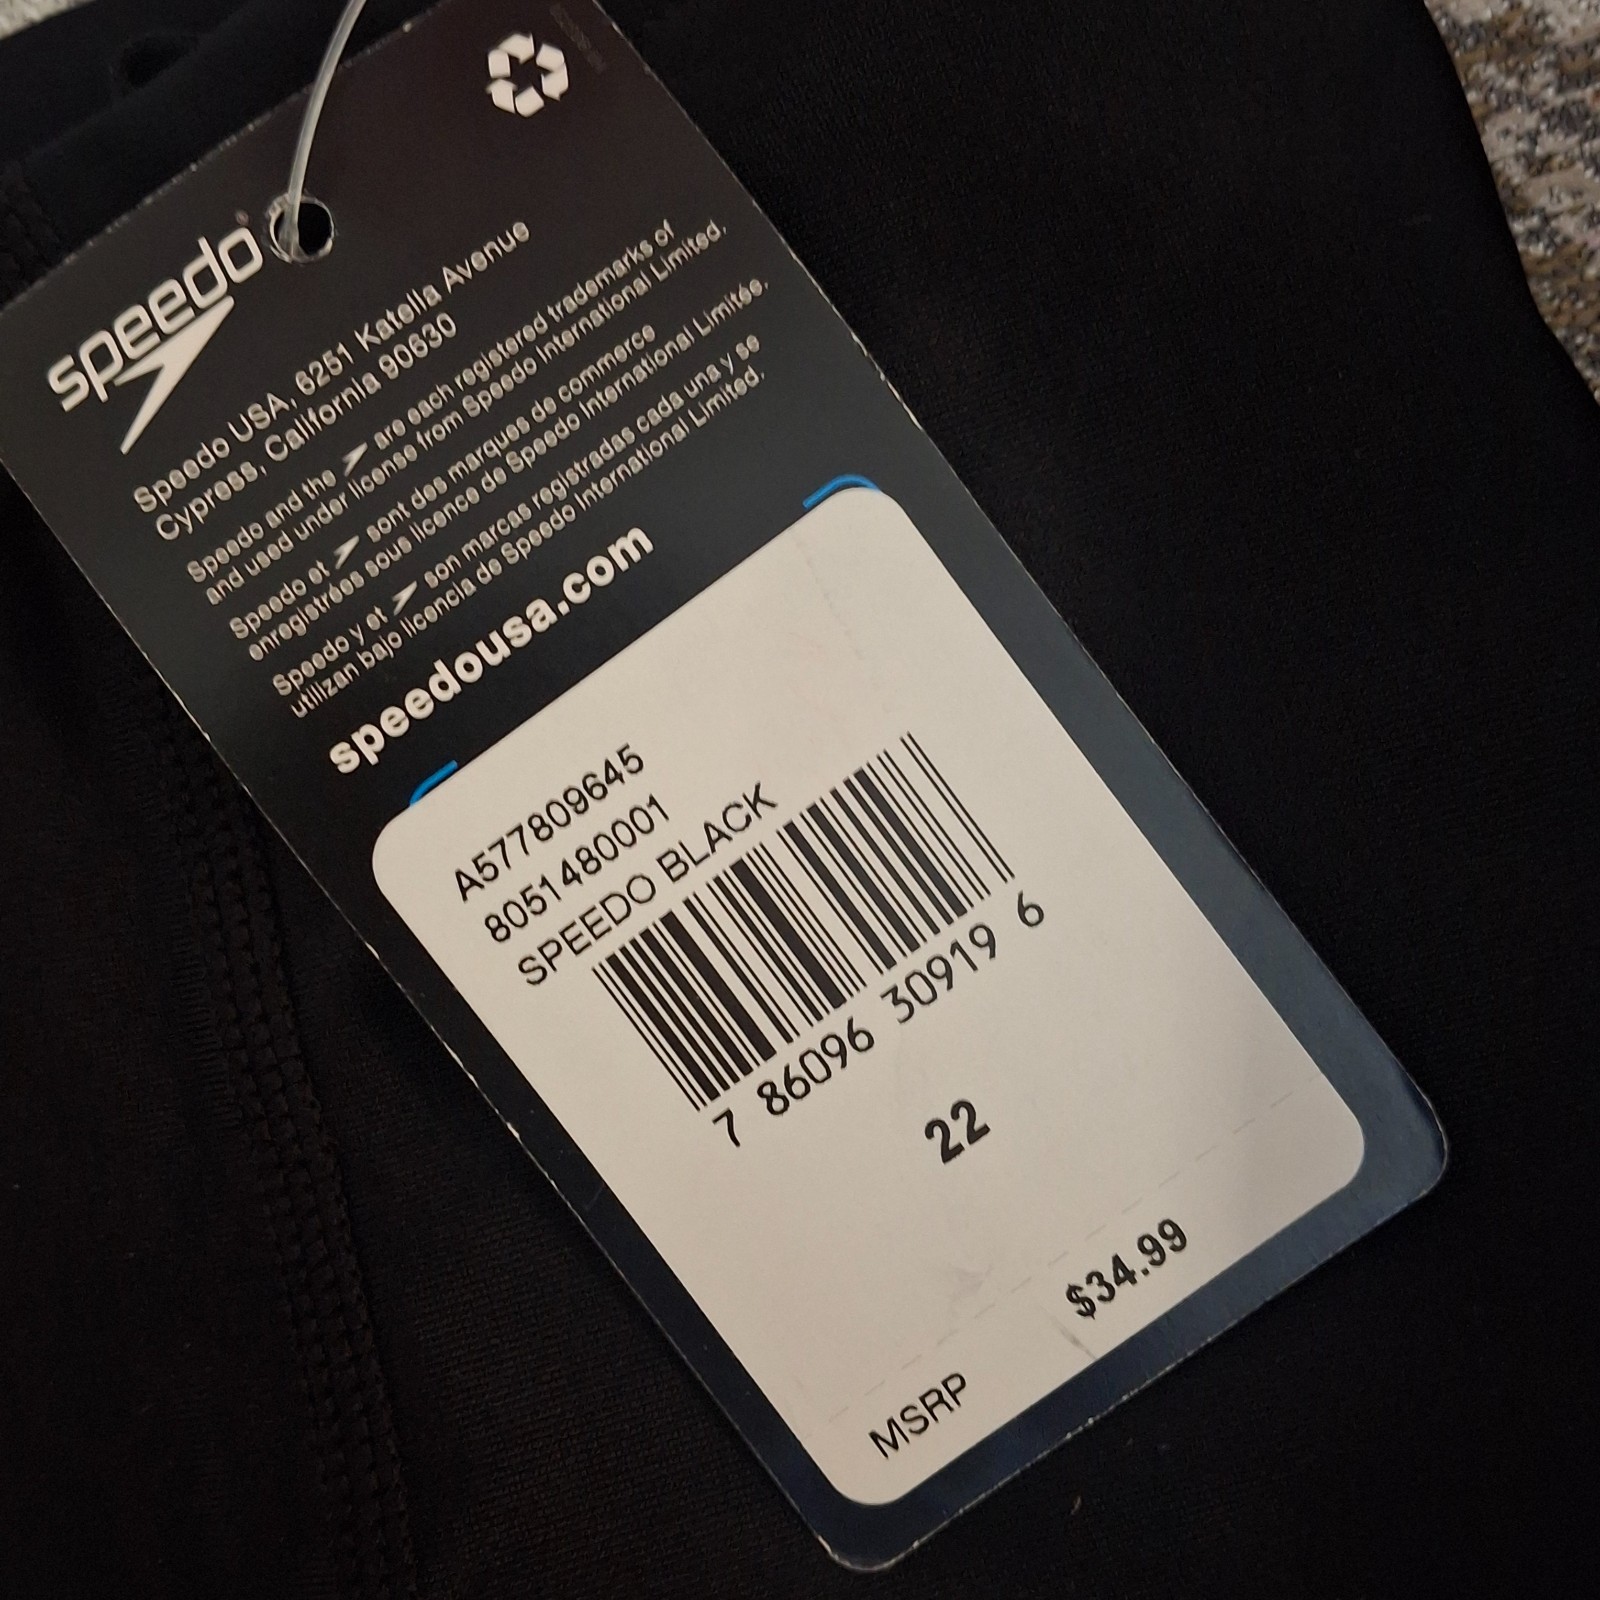 speedo
Speedo USA, 6251 Katella Avenue
Cypress, California 90630
Speedo and the are each registered trademarks of
and used under license from Speedo International Limited.
Speedo et sont des marques de commerce
enregistrées sous licence de Speedo International Limitée.
Speedo y et son marcas registradas cada una y se
utilizan bajo licencia de Speedo International Limited.
speedousa.com
A577809645
8051480001
SPEEDO BLACK
7 86096 30919 6
22
$34.99
MSRP